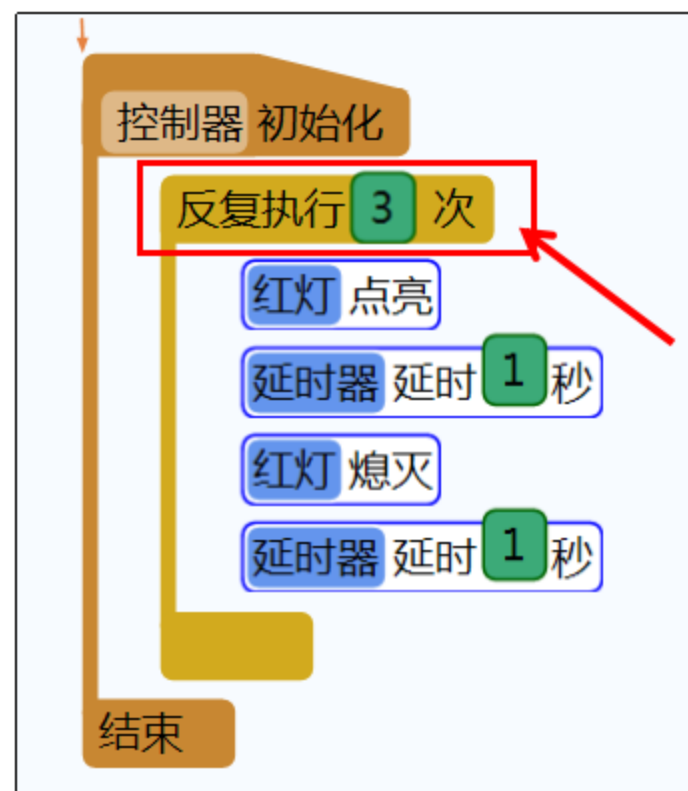 控制器 初始化
反复执行 3 次
红灯 点亮
延时器 延时 1 秒
红灯 熄灭
延时器 延时 1 秒
结束